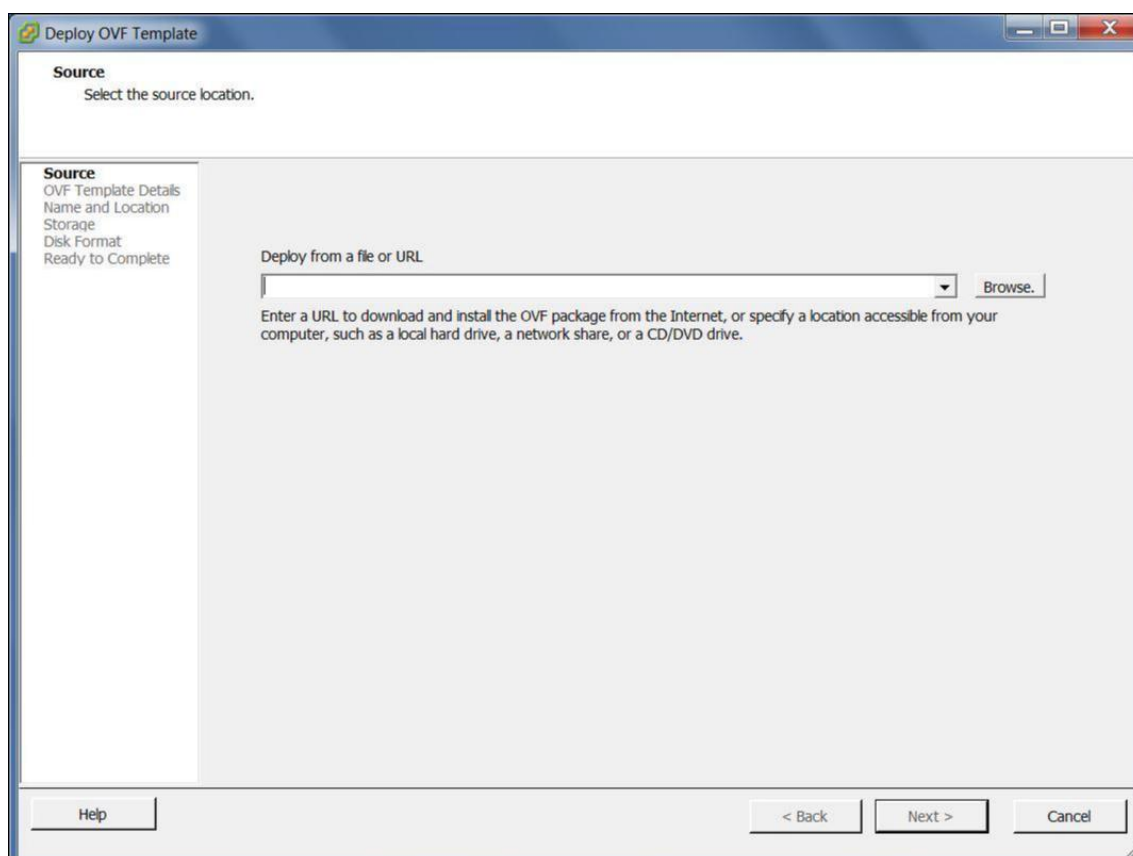 Deploy OVF Template
Source
Select the source location.
Source
OVF Template Details
Name and Location
Storage
Disk Format
Ready to Complete
Deploy from a file or URL
Browse.
Enter a URL to download and install the OVF package from the Internet, or specify a location accessible from your
computer, such as a local hard drive, a network share, or a CD/DVD drive.
Help
< Back
Next >
Cancel